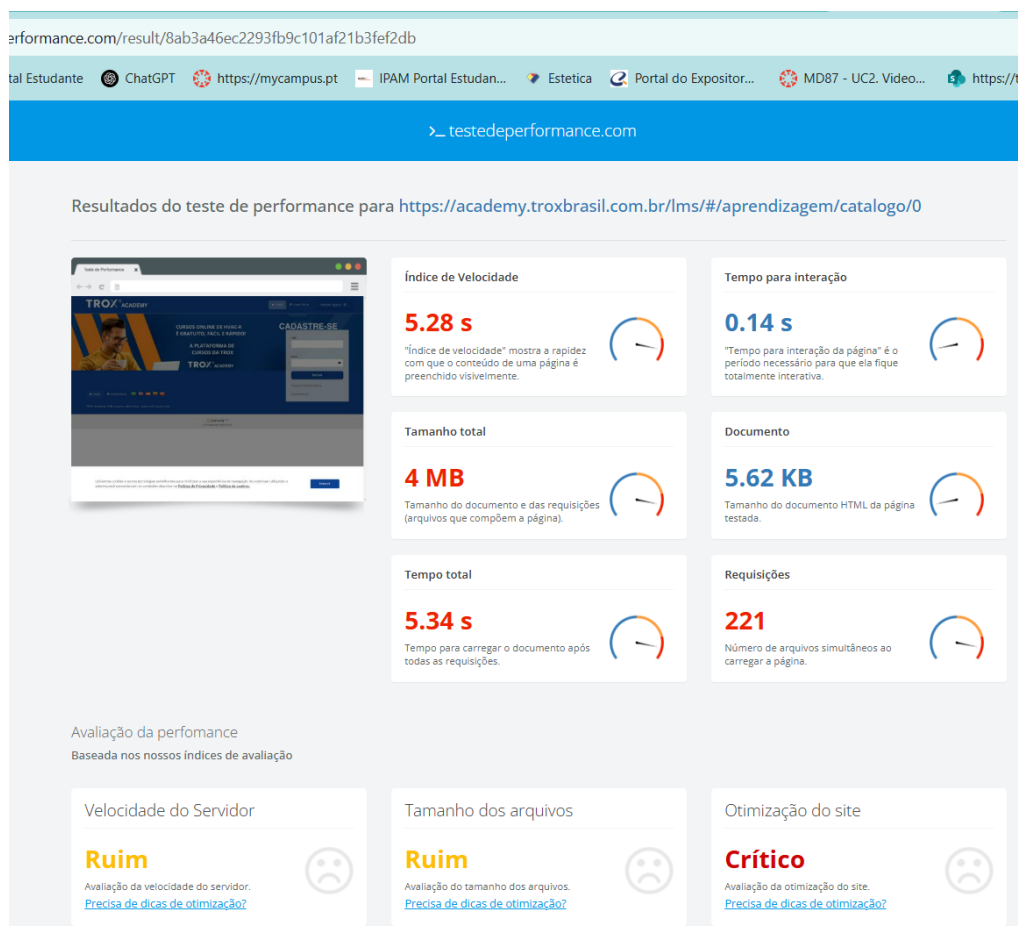 erformance.com/result/8ab3a46ec2293fb9c101af21b3fef2db
tal Estudante ChatGPT https://mycampus.pt IPAM Portal Estudan... Estetica Portal do Expositor... MD87 - UC2. Video... https://t
>_ testedeperformance.com
Resultados do teste de performance para https://academy.troxbrasil.com.br/lms/#/aprendizagem/catalogo/0
Teste de Performance x
TROX® ACADEMY
CURSOS ONLINE DE HVAC-R
É GRATUITO, FÁCIL E RÁPIDO!
A PLATAFORMA DE
CURSOS DA TROX
TROX® ACADEMY
CADASTRE-SE
Índice de Velocidade
5.28 s
"Índice de velocidade" mostra a rapidez
com que o conteúdo de uma página é
preenchido visivelmente.
Tempo para interação
0.14 s
"Tempo para interação da página" é o
período necessário para que ela fique
totalmente interativa.
Tamanho total
4 MB
Tamanho do documento e das requisições
(arquivos que compõem a página).
Documento
5.62 KB
Tamanho do documento HTML da página
testada.
Tempo total
5.34 s
Tempo para carregar o documento após
todas as requisições.
Requisições
221
Número de arquivos simultâneos ao
carregar a página.
Avaliação da perfomance
Baseada nos nossos índices de avaliação
Velocidade do Servidor
Ruim
Avaliação da velocidade do servidor.
Precisa de dicas de otimização?
Tamanho dos arquivos
Ruim
Avaliação do tamanho dos arquivos.
Precisa de dicas de otimização?
Otimização do site
Crítico
Avaliação da otimização do site.
Precisa de dicas de otimização?